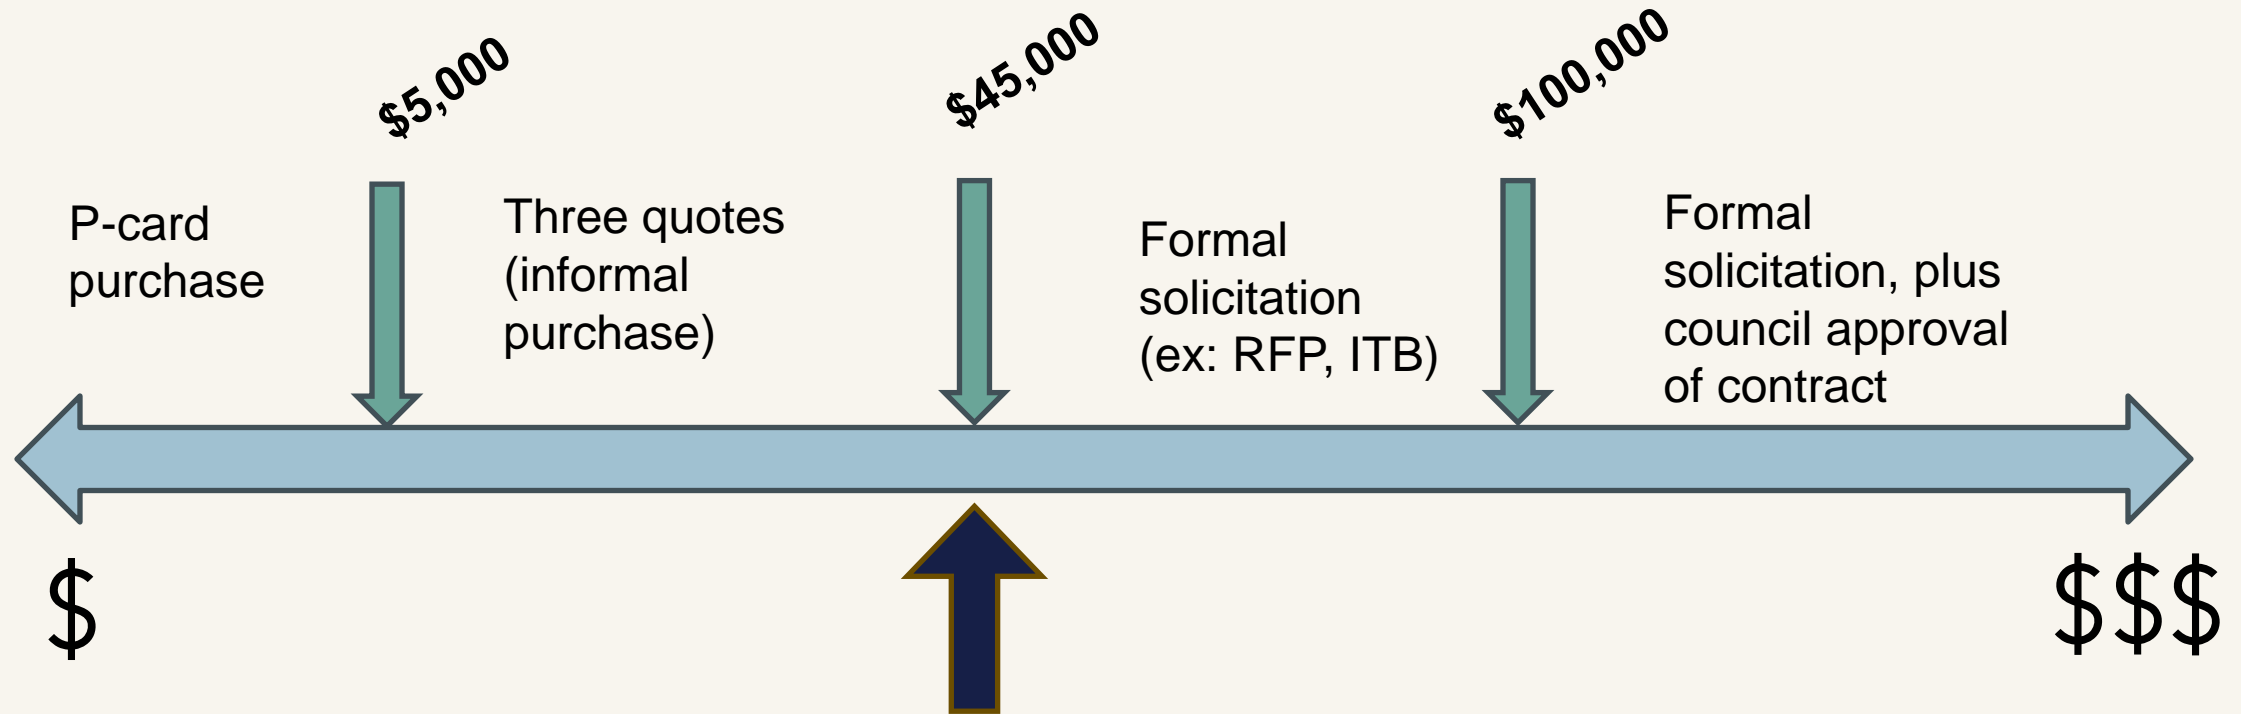 $5,000
$45,000
$100,000
P-card
purchase
Three quotes
(informal
purchase)
Formal
solicitation
(ex: RFP, ITB)
Formal
solicitation, plus
council approval
of contract
$
$$$